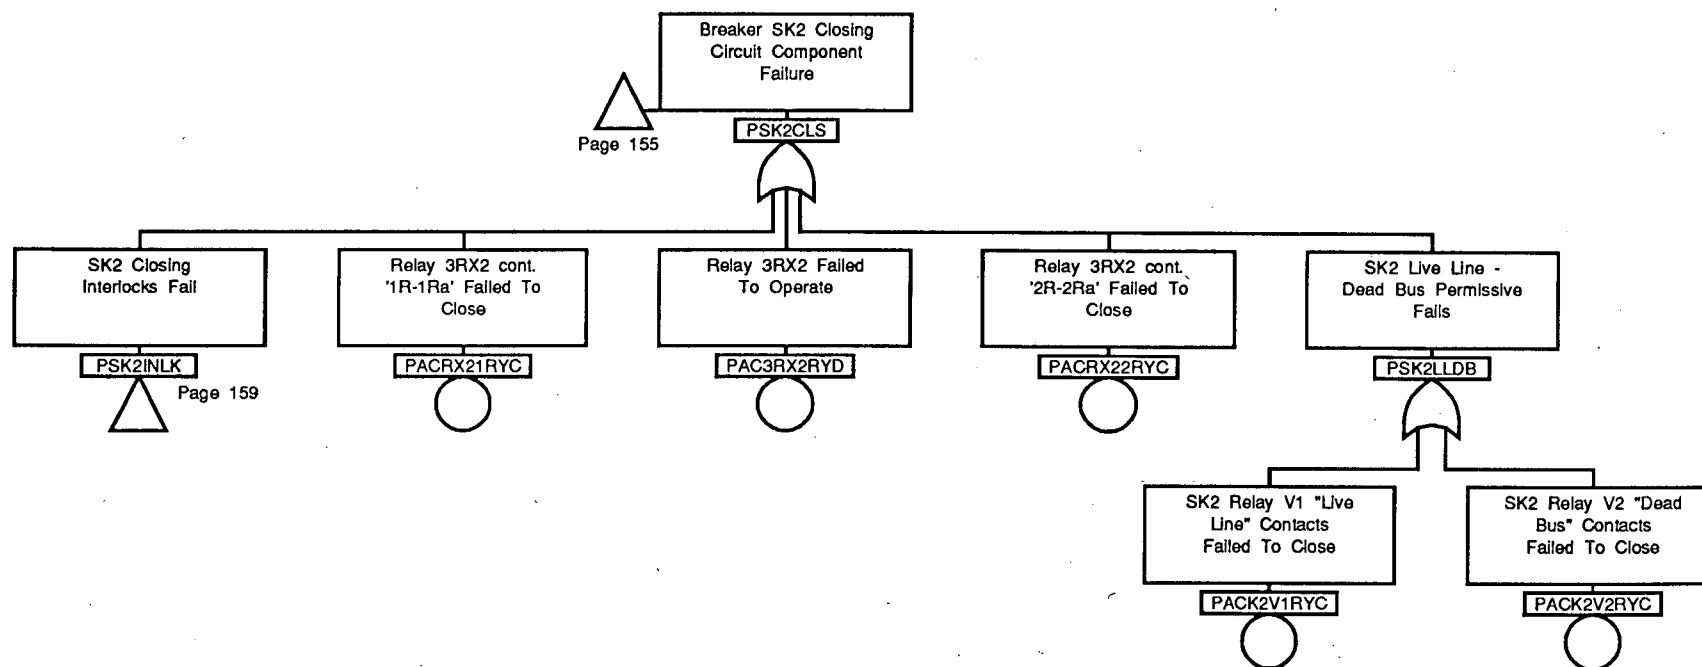 Breaker SK2 Closing
Circuit Component
Failure
PSK2CLS
Page 155
SK2 Closing
Interlocks Fail
PSK2INLK
Page 159
Relay 3RX2 cont.
'1R-1Ra' Failed To
Close
PACRX21RYC
Relay 3RX2 Failed
To Operate
PAC3RX2RYD
Relay 3RX2 cont.
'2R-2Ra' Failed To
Close
PACRX22RYC
SK2 Live Line -
Dead Bus Permissive
Fails
PSK2LLDB
SK2 Relay V1 "Live
Line" Contacts
Failed To Close
PACK2V1RYC
SK2 Relay V2 "Dead
Bus" Contacts
Failed To Close
PACK2V2RYC